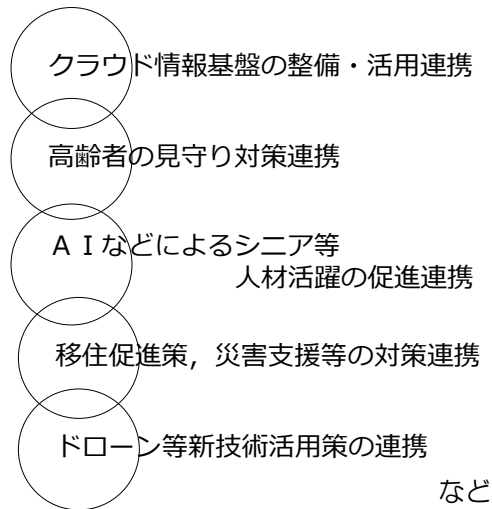 クラウド情報基盤の整備・活用連携
高齢者の見守り対策連携
ＡＩなどによるシニア等
人材活躍の促進連携
移住促進策，災害支援等の対策連携
ドローン等新技術活用策の連携
など